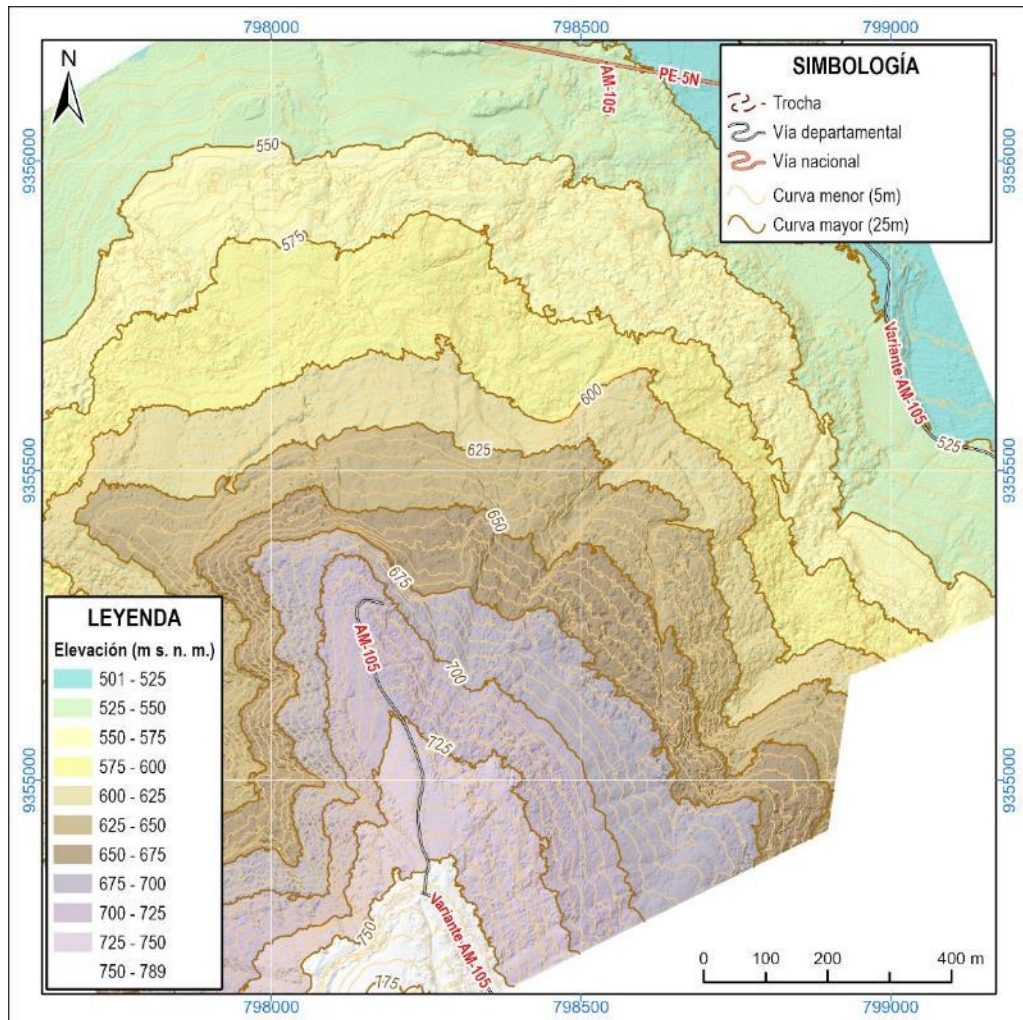 798000
798500
799000
N
PE-5N
AM-105
SIMBOLOGÍA
Trocha
Vía departamental
Vía nacional
Curva menor (5m)
Curva mayor (25m)
9356000
9356000
550
575
Variante AM-105
600
525
625
9355500
9355500
650
675
AM-105
700
725
LEYENDA
Elevación (m s. n. m.)
501 - 525
525 - 550
550 - 575
575 - 600
600 - 625
625 - 650
650 - 675
675 - 700
700 - 725
725 - 750
750 - 789
9355000
9355000
Variante AM-105
750
775
0 100 200 400 m
798000
798500
799000